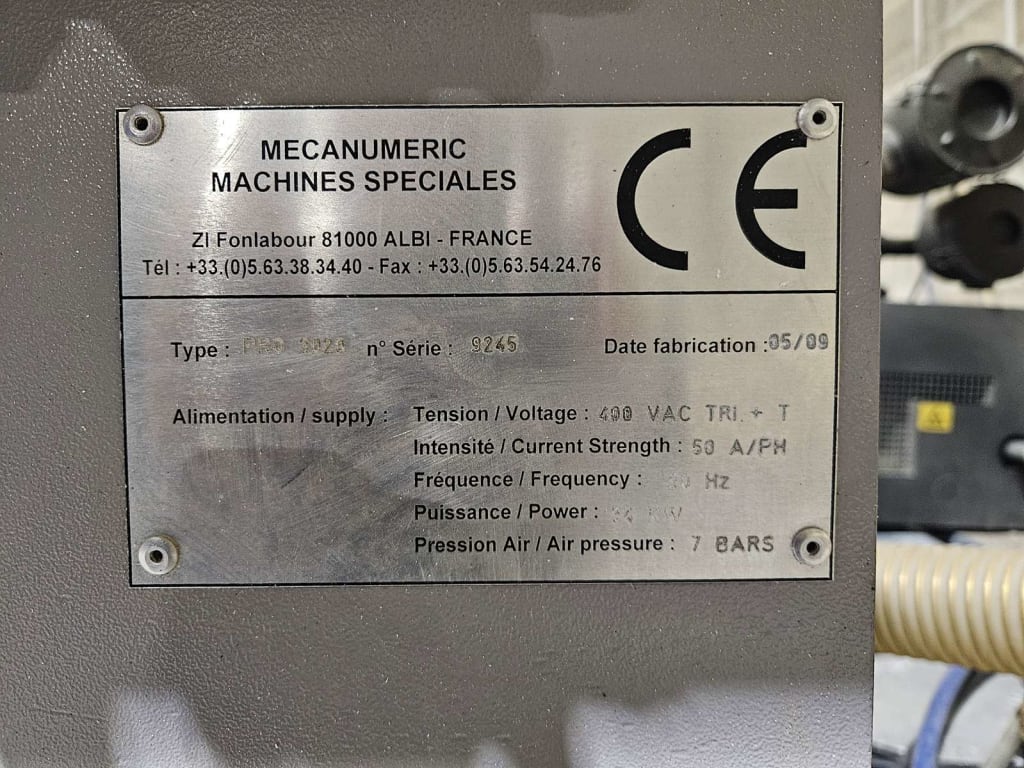 MECANUMERIC
MACHINES SPECIALES
CE
ZI Fonlabour 81000 ALBI - FRANCE
Tél : +33.(0)5.63.38.34.40 - Fax : +33.(0)5.63.54.24.76
Type : n° Série : 9245 Date fabrication :05/09
Alimentation / supply : Tension / Voltage : 400 VAC TRI.+ T
Intensité / Current Strength : 50 A/PH
Fréquence / Frequency : Hz
Puissance / Power : KW
Pression Air / Air pressure : 7 BARS